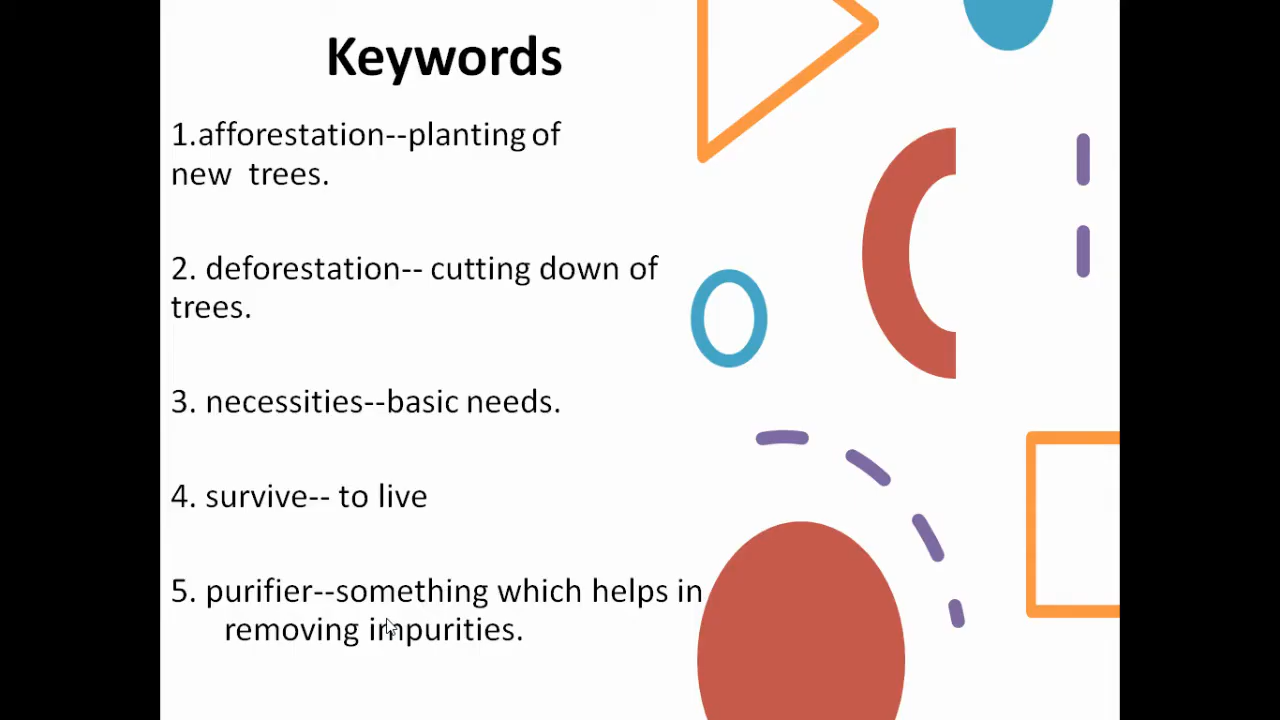 Keywords
1.afforestation--planting of
new  trees.
2. deforestation-- cutting down of
trees.
3. necessities--basic needs.
4. survive-- to live
5. purifier--something which helps in
removing impurities.